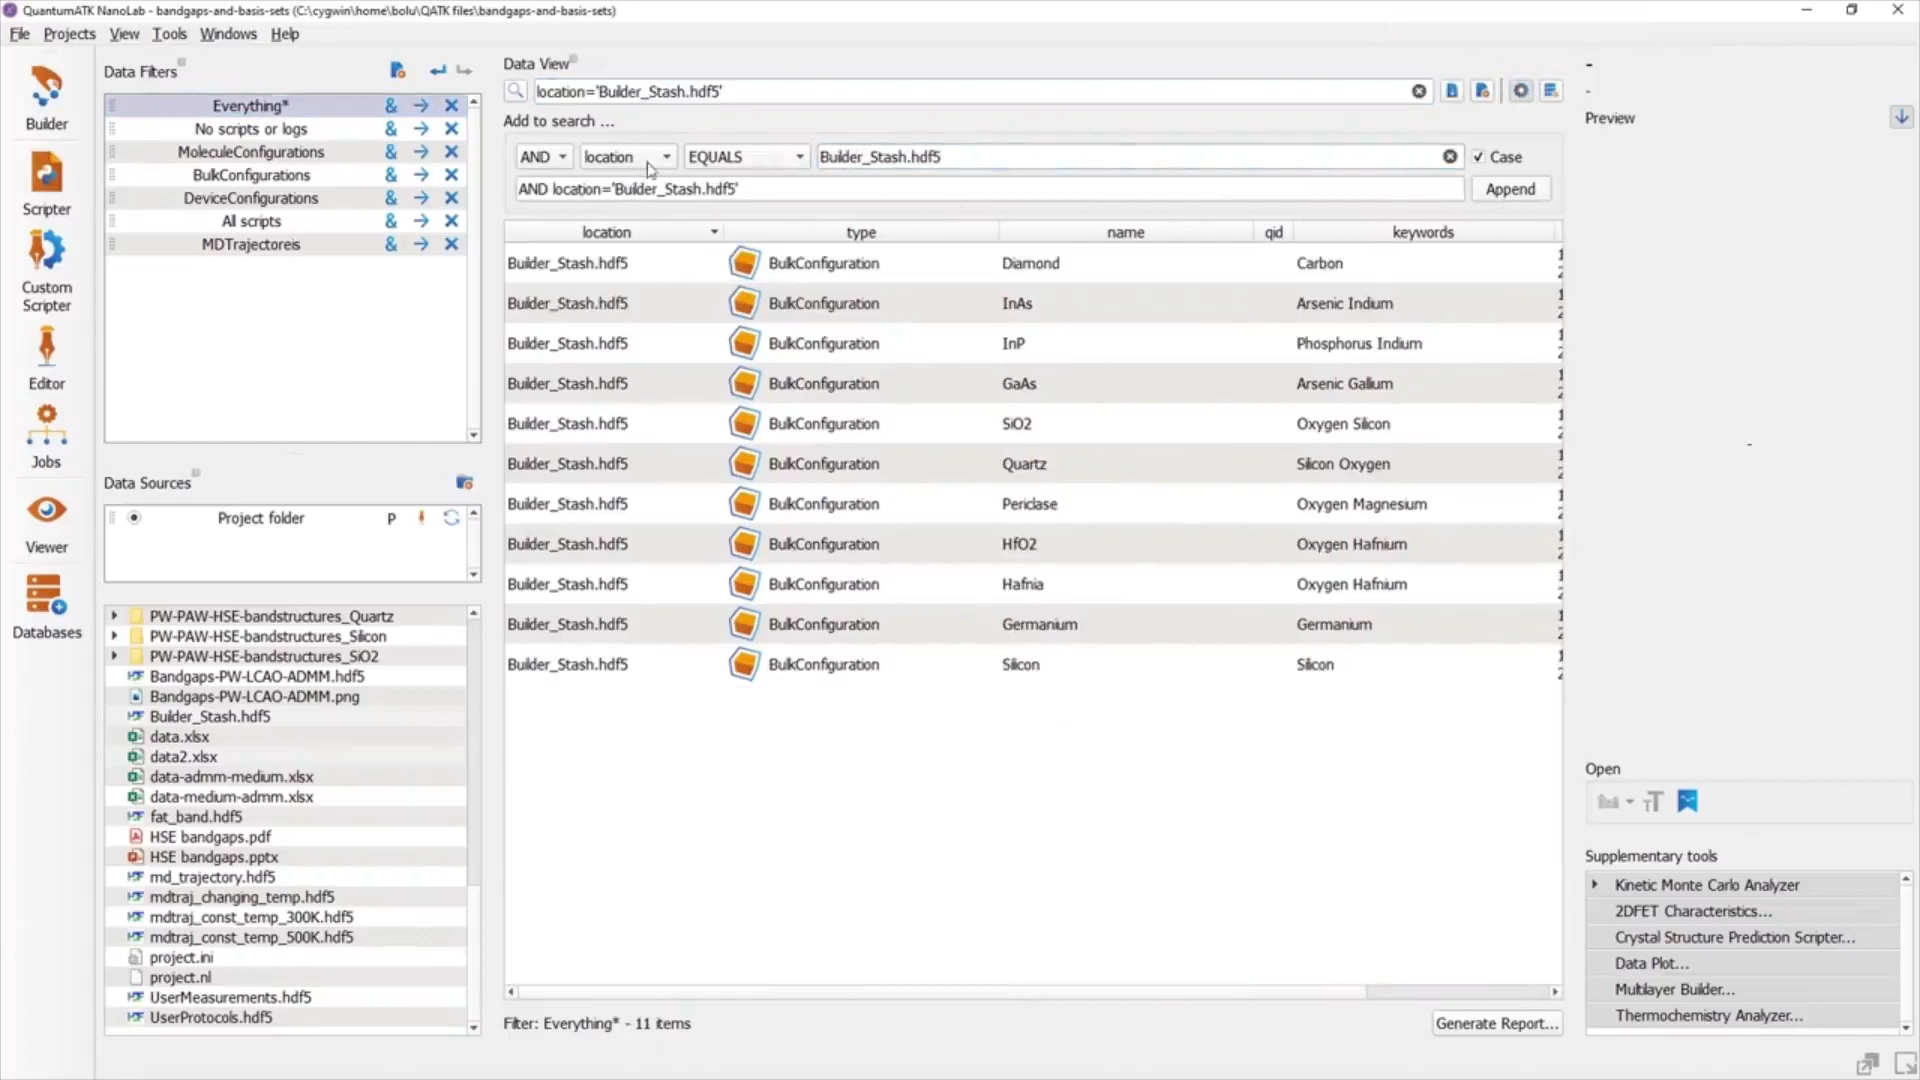 QuantumATK NanoLab - bandgaps-and-basis-sets (C:\cygwin\home\bolu\QATK files\bandgaps-and-basis-sets)
File Projects View Tools Windows Help
Builder
Scripter
Custom
Scripter
Editor
Jobs
Viewer
Databases
Data Filters
Everything* &
No scripts or logs &
MoleculeConfigurations &
BulkConfigurations &
DeviceConfigurations &
All scripts &
MDTrajectoreis &
Data Sources
Project folder P
PW-PAW-HSE-bandstructures_Quartz
PW-PAW-HSE-bandstructures_Silicon
PW-PAW-HSE-bandstructures_SiO2
Bandgaps-PW-LCAO-ADMM.hdf5
Bandgaps-PW-LCAO-ADMM.png
Builder_Stash.hdf5
data.xlsx
data2.xlsx
data-admm-medium.xlsx
data-medium-admm.xlsx
fat_band.hdf5
HSE bandgaps.pdf
HSE bandgaps.pptx
md_trajectory.hdf5
mdtraj_changing_temp.hdf5
mdtraj_const_temp_300K.hdf5
mdtraj_const_temp_500K.hdf5
project.ini
project.nl
UserMeasurements.hdf5
UserProtocols.hdf5
Data View
location='Builder_Stash.hdf5'
Add to search ...
AND location EQUALS Builder_Stash.hdf5 Case
AND location='Builder_Stash.hdf5' Append
location type name qid keywords
Builder_Stash.hdf5 BulkConfiguration Diamond Carbon
Builder_Stash.hdf5 BulkConfiguration InAs Arsenic Indium
Builder_Stash.hdf5 BulkConfiguration InP Phosphorus Indium
Builder_Stash.hdf5 BulkConfiguration GaAs Arsenic Gallium
Builder_Stash.hdf5 BulkConfiguration SiO2 Oxygen Silicon
Builder_Stash.hdf5 BulkConfiguration Quartz Silicon Oxygen
Builder_Stash.hdf5 BulkConfiguration Periclase Oxygen Magnesium
Builder_Stash.hdf5 BulkConfiguration HfO2 Oxygen Hafnium
Builder_Stash.hdf5 BulkConfiguration Hafnia Oxygen Hafnium
Builder_Stash.hdf5 BulkConfiguration Germanium Germanium
Builder_Stash.hdf5 BulkConfiguration Silicon Silicon
Filter: Everything* - 11 items
Generate Report...
-
-
Preview
-
Open
TT
Supplementary tools
Kinetic Monte Carlo Analyzer
2DFET Characteristics...
Crystal Structure Prediction Scripter...
Data Plot...
Multilayer Builder...
Thermochemistry Analyzer...